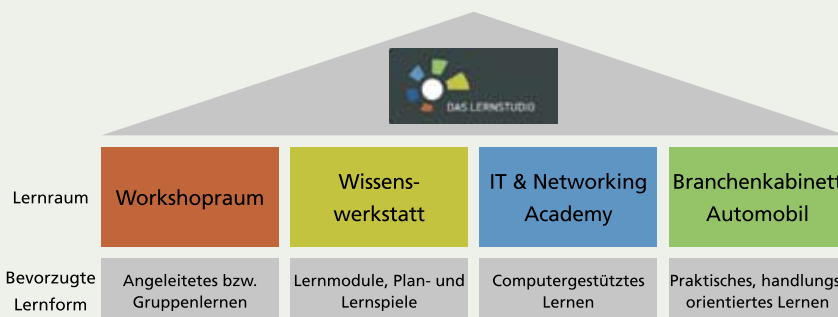 DAS LERNSTUDIO
Lernraum
Workshopraum
Wissens-
werkstatt
IT & Networking
Academy
Branchenkabinett
Automobil
Bevorzugte
Lernform
Angeleitetes bzw.
Gruppenlernen
Lernmodule, Plan- und
Lernspiele
Computergestütztes
Lernen
Praktisches, handlungs-
orientiertes Lernen